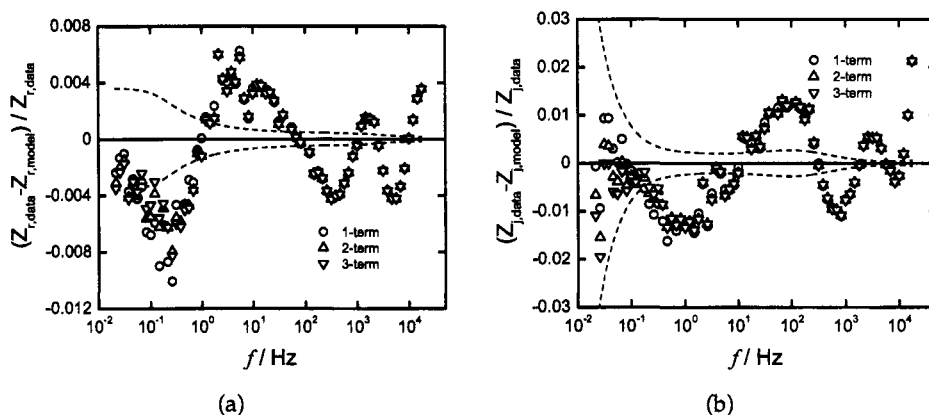 (a)
(Z_r,data-Z_r,model) / Z_r,data
0.008
0.004
0
-0.004
-0.008
-0.012
1-term
2-term
3-term
10^-2 10^-1 10^0 10^1 10^2 10^3 10^4
f / Hz
(a)
(Z_j,data-Z_j,model) / Z_j,data
0.03
0.02
0.01
0
-0.01
-0.02
-0.03
1-term
2-term
3-term
10^-2 10^-1 10^0 10^1 10^2 10^3 10^4
f / Hz
(b)